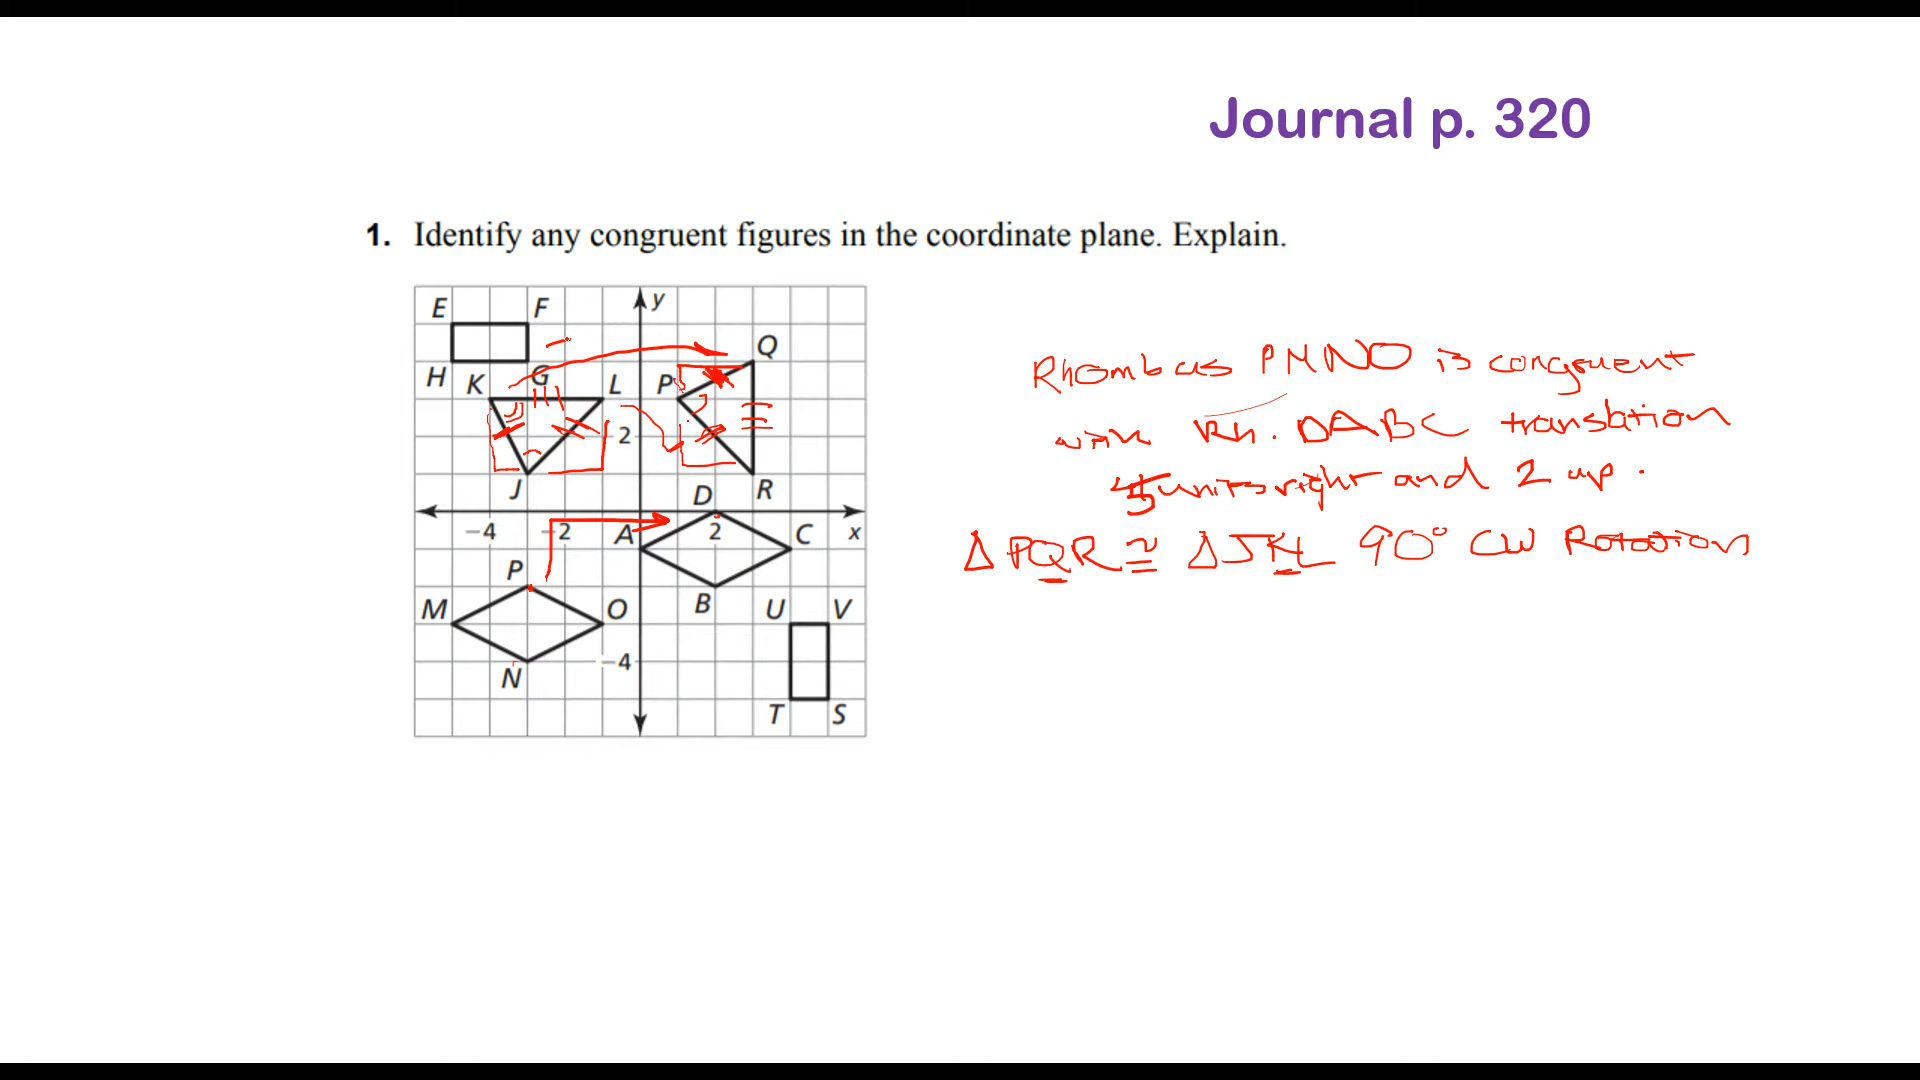 Journal p. 320
1. Identify any congruent figures in the coordinate plane. Explain.
E F y
Q
H K G L P
2
J D R
-4 -2 A 2 C x
P
M O B U V
-4
N
T S
Rhombus PMNO is congruent
with Rh. DABC translation
5 units right and 2 up.
Δ PQR ≅ Δ JKL 90° CW Rotation